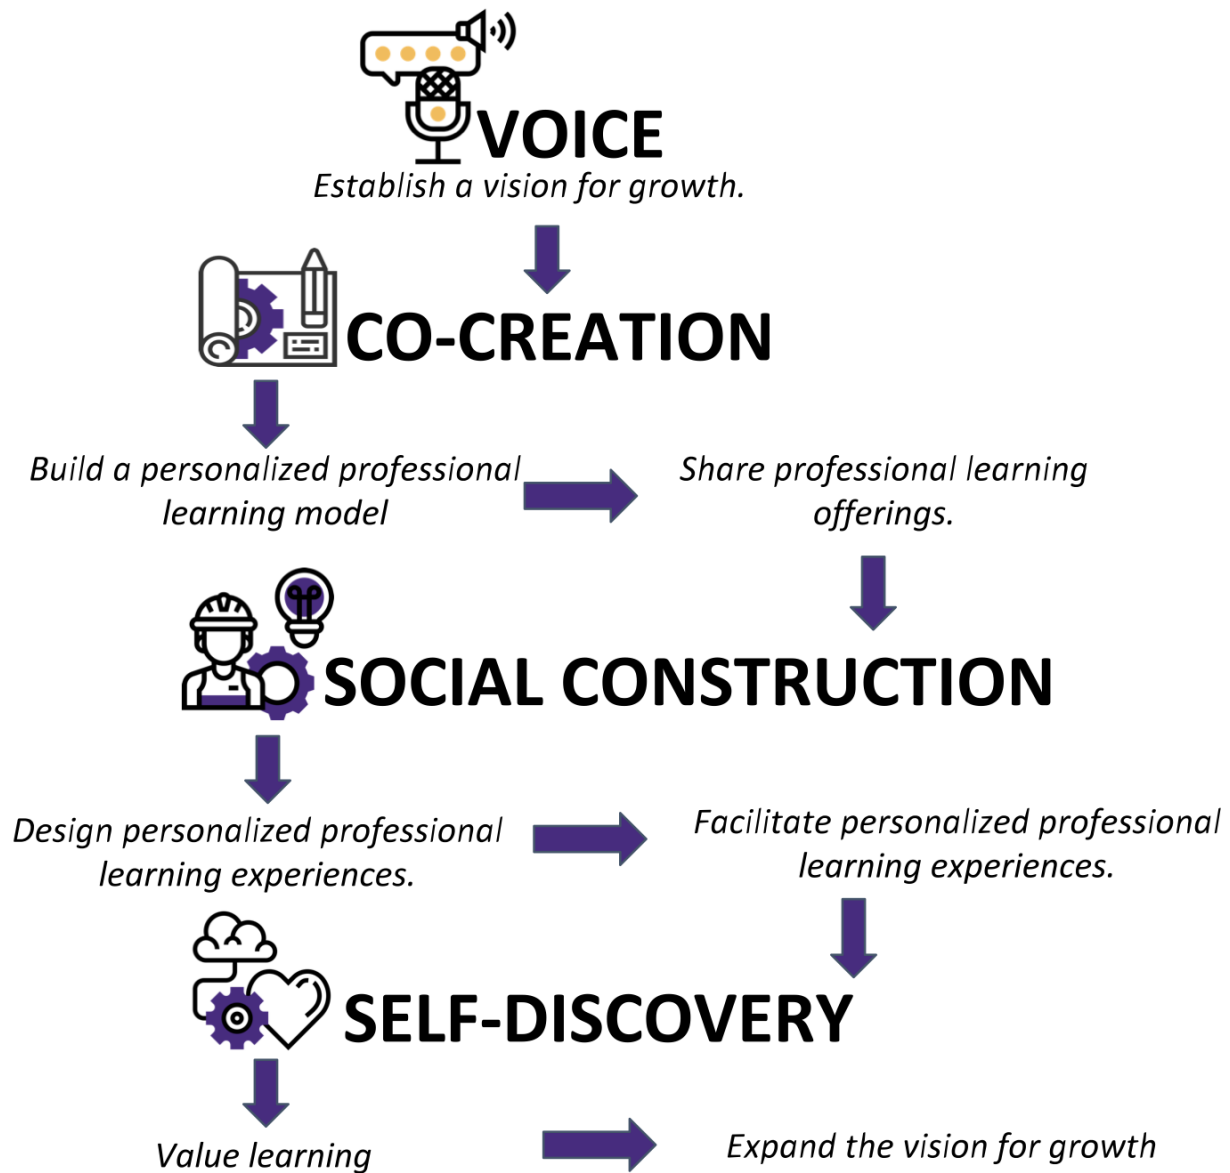 VOICE
Establish a vision for growth.
CO-CREATION
Build a personalized professional
learning model
Share professional learning
offerings.
SOCIAL CONSTRUCTION
Design personalized professional
learning experiences.
Facilitate personalized professional
learning experiences.
SELF-DISCOVERY
Value learning
Expand the vision for growth